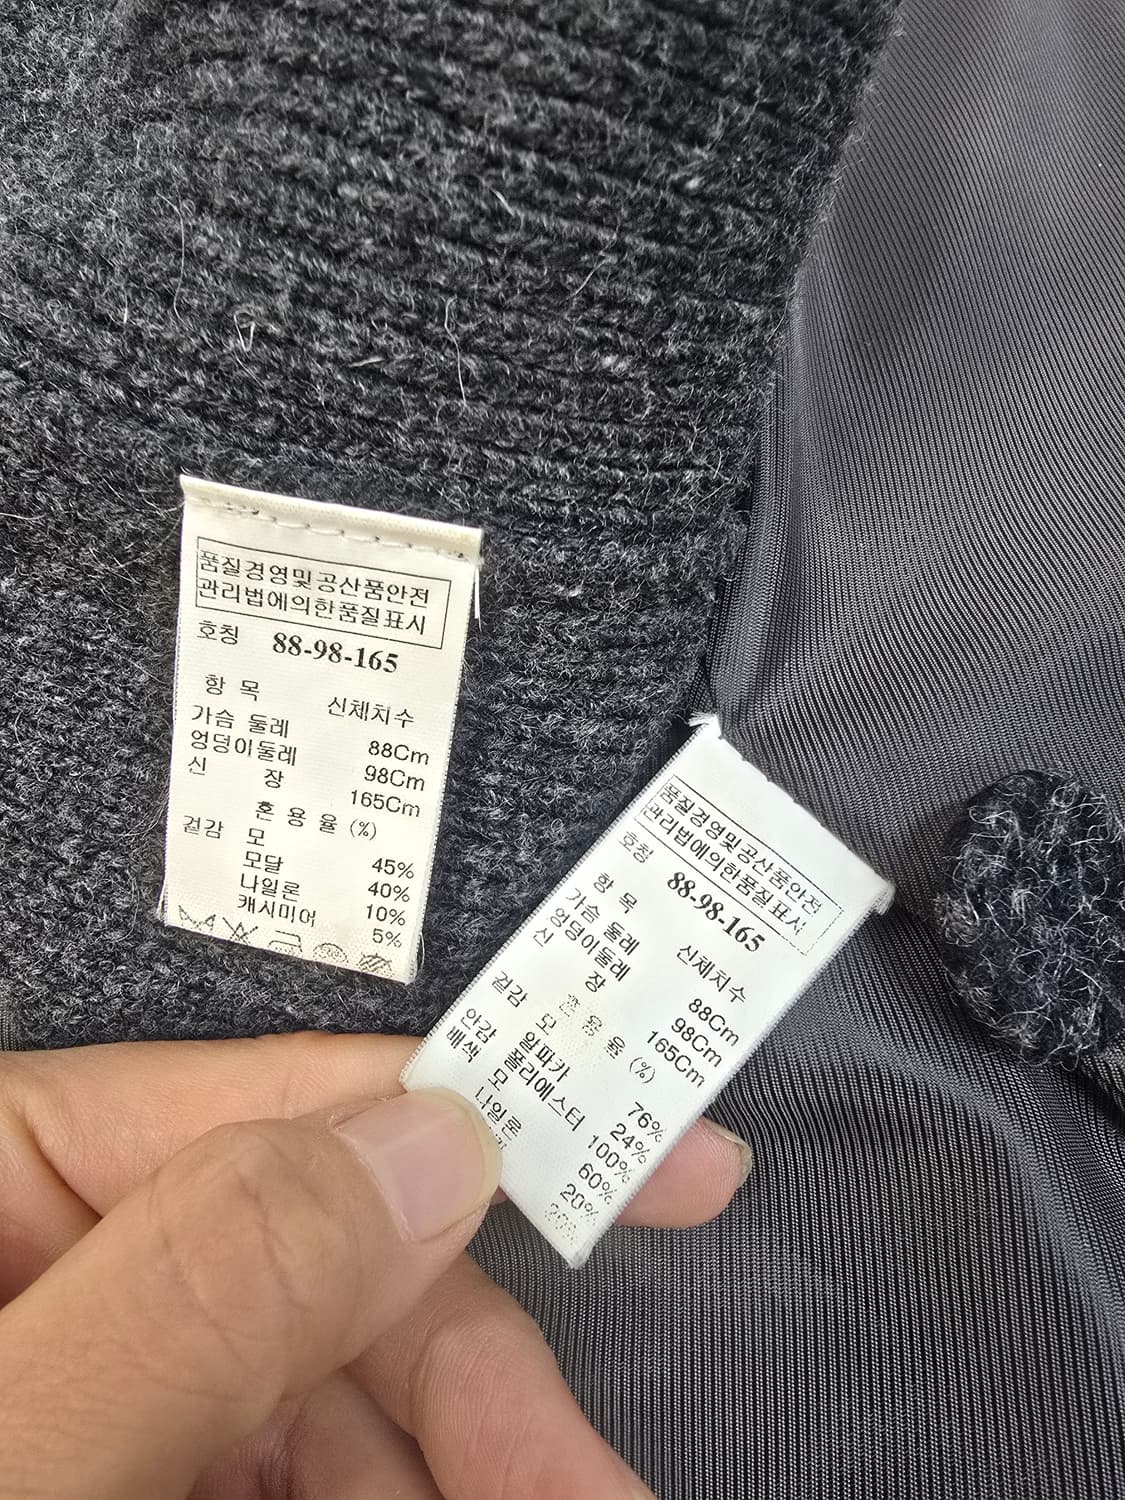 품질경영및공산품안전
관리법에의한품질표시
호칭 88-98-165
항 목 신체치수
가슴 둘레 88Cm
엉덩이둘레 98Cm
신 장 165Cm
혼 용 율 (%)
겉감 모 45%
모달 40%
나일론 10%
캐시미어 5%
품질경영및공산품안전
관리법에의한품질표시
호칭 88-98-165
항 목 신체치수
가슴 둘레 88Cm
엉덩이둘레 98Cm
신 장 165Cm
혼 용 율 (%)
겉감 모 76%
알파카 24%
안감 폴리에스터 100%
배색 모 60%
나일론 20%
20%